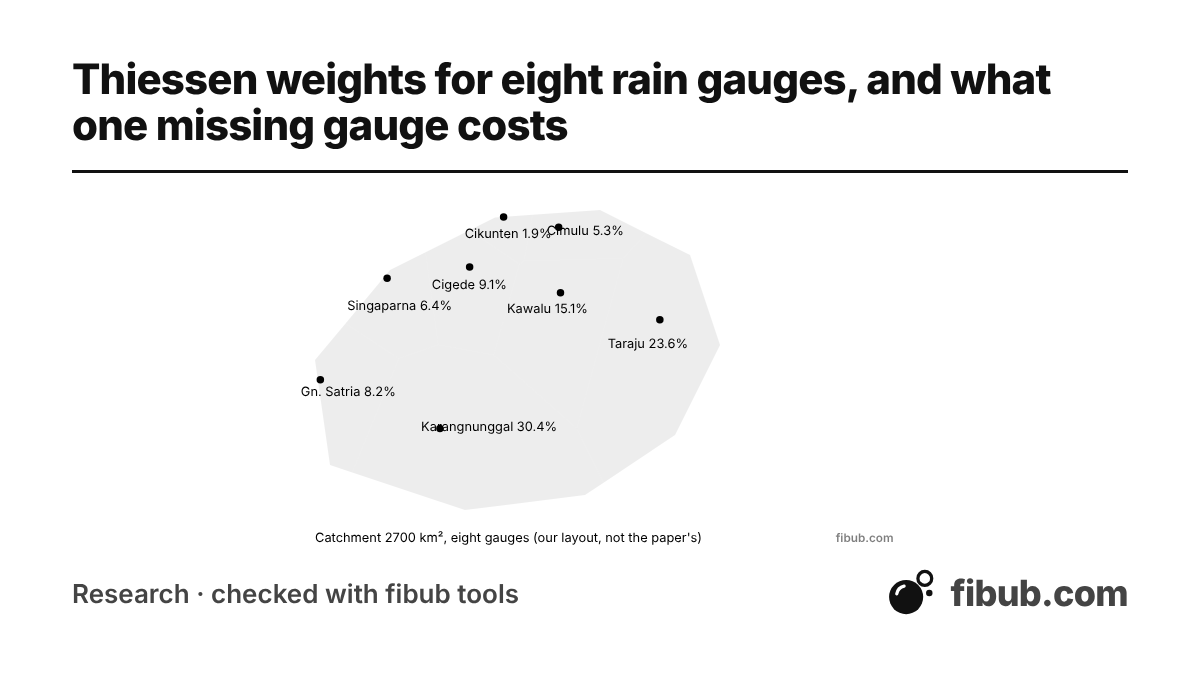 Thiessen weights for eight rain gauges, and what
one missing gauge costs
Cikunten 1.9%
Cimulu 5.3%
Cigede 9.1%
Singaparna 6.4%
Kawalu 15.1%
Taraju 23.6%
Gn. Satria 8.2%
Karangnunggal 30.4%
Catchment 2700 km², eight gauges (our layout, not the paper's)
fibub.com
Research · checked with fibub tools
fibub.com